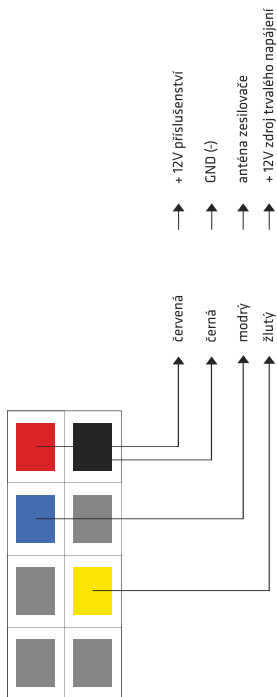 červená
+ 12V příslušenství
černá
GND (-)
modrý
anténa zesilovače
žlutý
+ 12V zdroj trvalého napájení